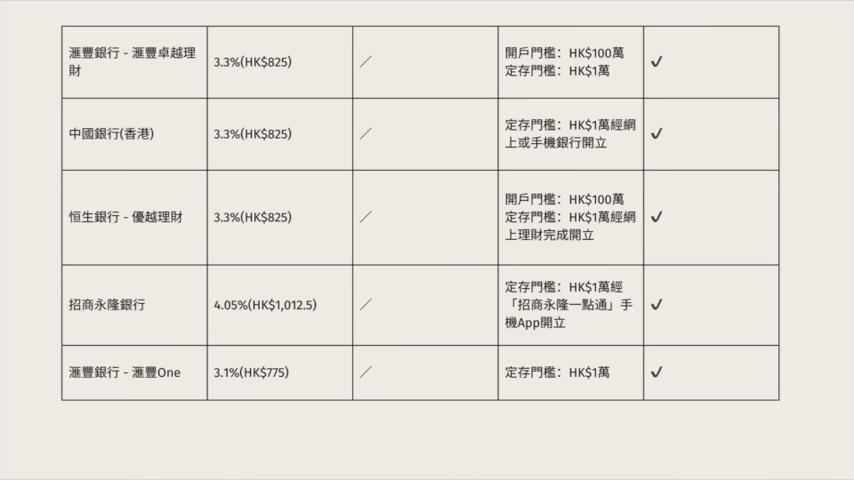 滙豐銀行 - 滙豐卓越理
財
3.3%(HK$825)
／
開戶門檻：HK$100萬
定存門檻：HK$1萬
✔
中國銀行(香港)
3.3%(HK$825)
／
定存門檻：HK$1萬經網
上或手機銀行開立
✔
恒生銀行 - 優越理財
3.3%(HK$825)
／
開戶門檻：HK$100萬
定存門檻：HK$1萬經網
上理財完成開立
✔
招商永隆銀行
4.05%(HK$1,012.5)
／
定存門檻：HK$1萬經
「招商永隆一點通」手
機App開立
✔
滙豐銀行 - 滙豐One
3.1%(HK$775)
／
定存門檻：HK$1萬
✔